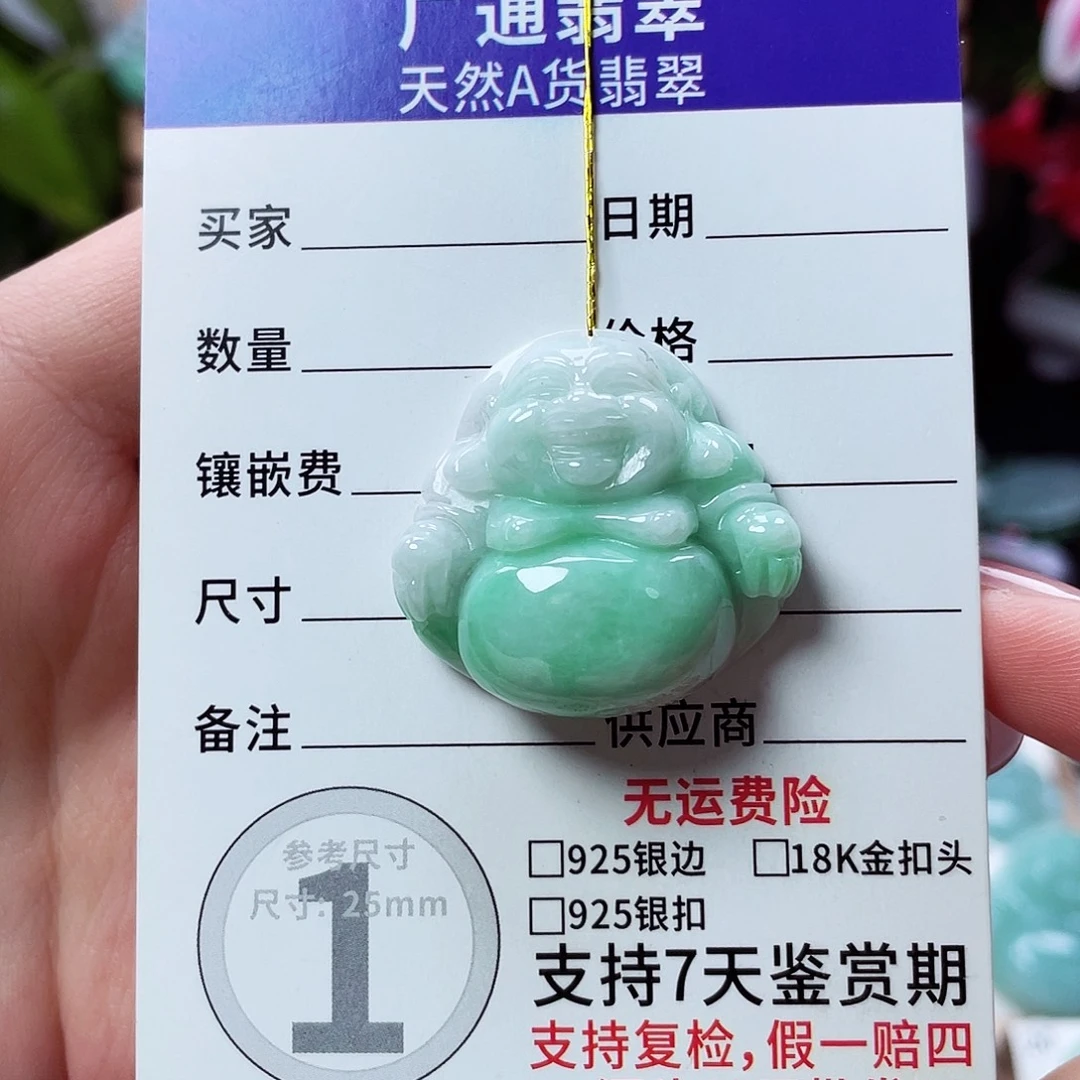 广通翡翠
天然A货翡翠
买家 日期
数量 价格
镶嵌费
尺寸
备注 供应商
无运费险
参考尺寸
尺寸: 25mm
1
□925银边 □18K金扣头
□925银扣
支持7天鉴赏期
支持复检,假一赔四